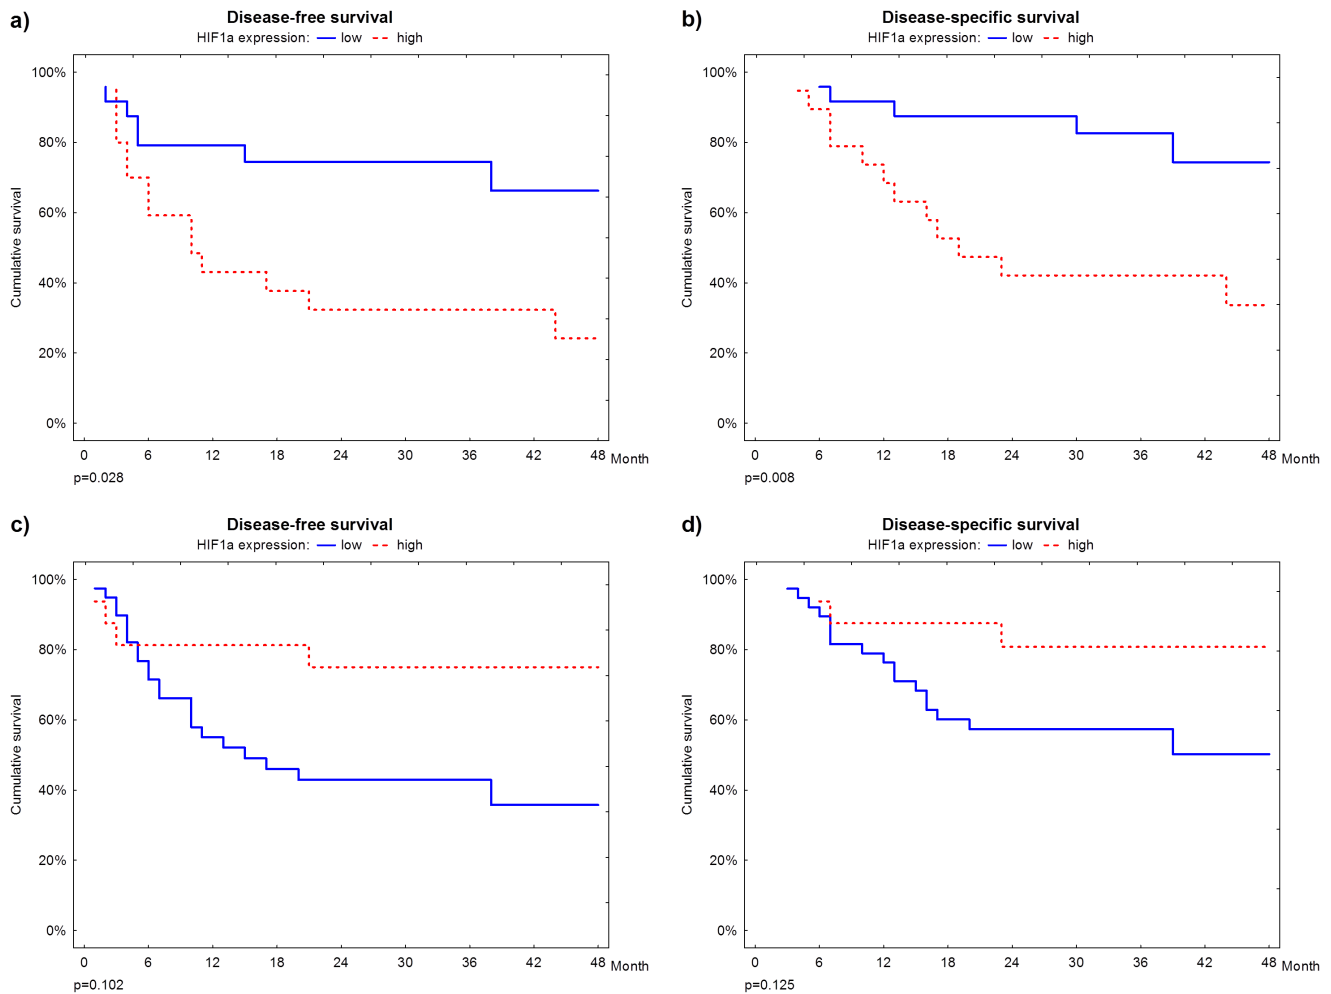 a)
Disease-free survival
HIF1a expression: low high
100%
80%
60%
40%
20%
0%
Cumulative survival
0 6 12 18 24 30 36 42 48 Month
p=0.028
b)
Disease-specific survival
HIF1a expression: low high
100%
80%
60%
40%
20%
0%
Cumulative survival
0 6 12 18 24 30 36 42 48 Month
p=0.008
c)
Disease-free survival
HIF1a expression: low high
100%
80%
60%
40%
20%
0%
Cumulative survival
0 6 12 18 24 30 36 42 48 Month
p=0.102
d)
Disease-specific survival
HIF1a expression: low high
100%
80%
60%
40%
20%
0%
Cumulative survival
0 6 12 18 24 30 36 42 48 Month
p=0.125